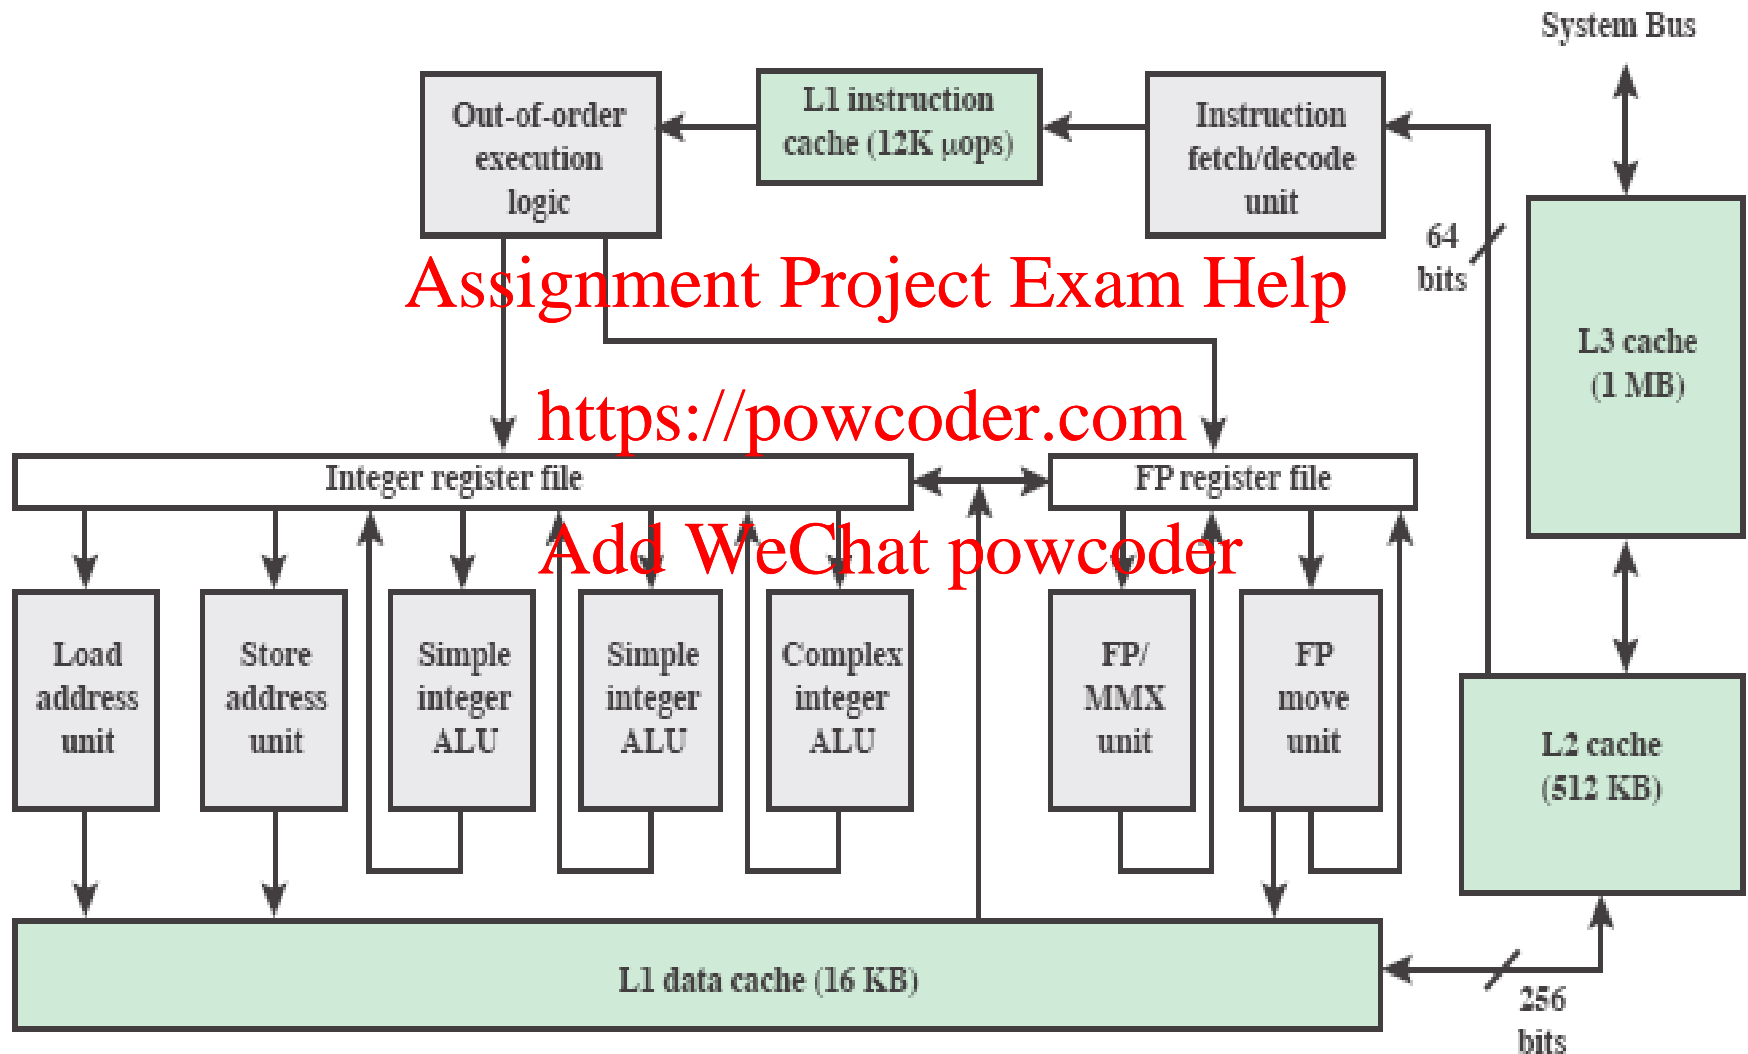 System Bus
Out-of-order
execution
logic
L1 instruction
cache (12K μops)
Instruction
fetch/decode
unit
64
bits
L3 cache
(1 MB)
Assignment Project Exam Help
https://powcoder.com
Integer register file
FP register file
Add WeChat powcoder
Load
address
unit
Store
address
unit
Simple
integer
ALU
Simple
integer
ALU
Complex
integer
ALU
FP/
MMX
unit
FP
move
unit
L2 cache
(512 KB)
L1 data cache (16 KB)
256
bits